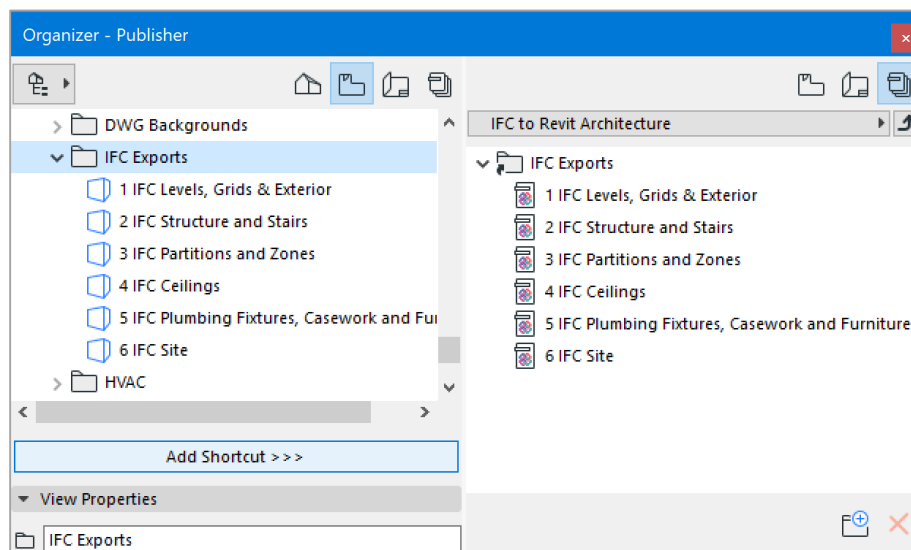 Organizer - Publisher
IFC to Revit Architecture
DWG Backgrounds
IFC Exports
1 IFC Levels, Grids & Exterior
2 IFC Structure and Stairs
3 IFC Partitions and Zones
4 IFC Ceilings
5 IFC Plumbing Fixtures, Casework and Fur
6 IFC Site
HVAC
Add Shortcut >>>
View Properties
IFC Exports
IFC Exports
1 IFC Levels, Grids & Exterior
2 IFC Structure and Stairs
3 IFC Partitions and Zones
4 IFC Ceilings
5 IFC Plumbing Fixtures, Casework and Furniture
6 IFC Site